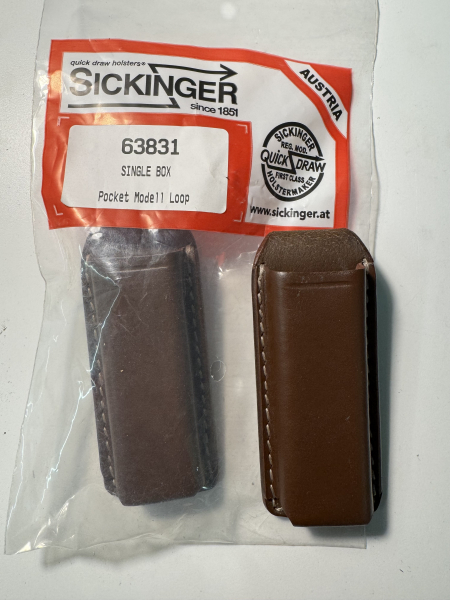 quick draw holsters®
SICKINGER
since 1851
AUSTRIA
63831
SINGLE BOX
Pocket Modell Loop
SICKINGER
REG. MOD.
QUICK DRAW
FIRST CLASS
HOLSTERMAKER
www.sickinger.at